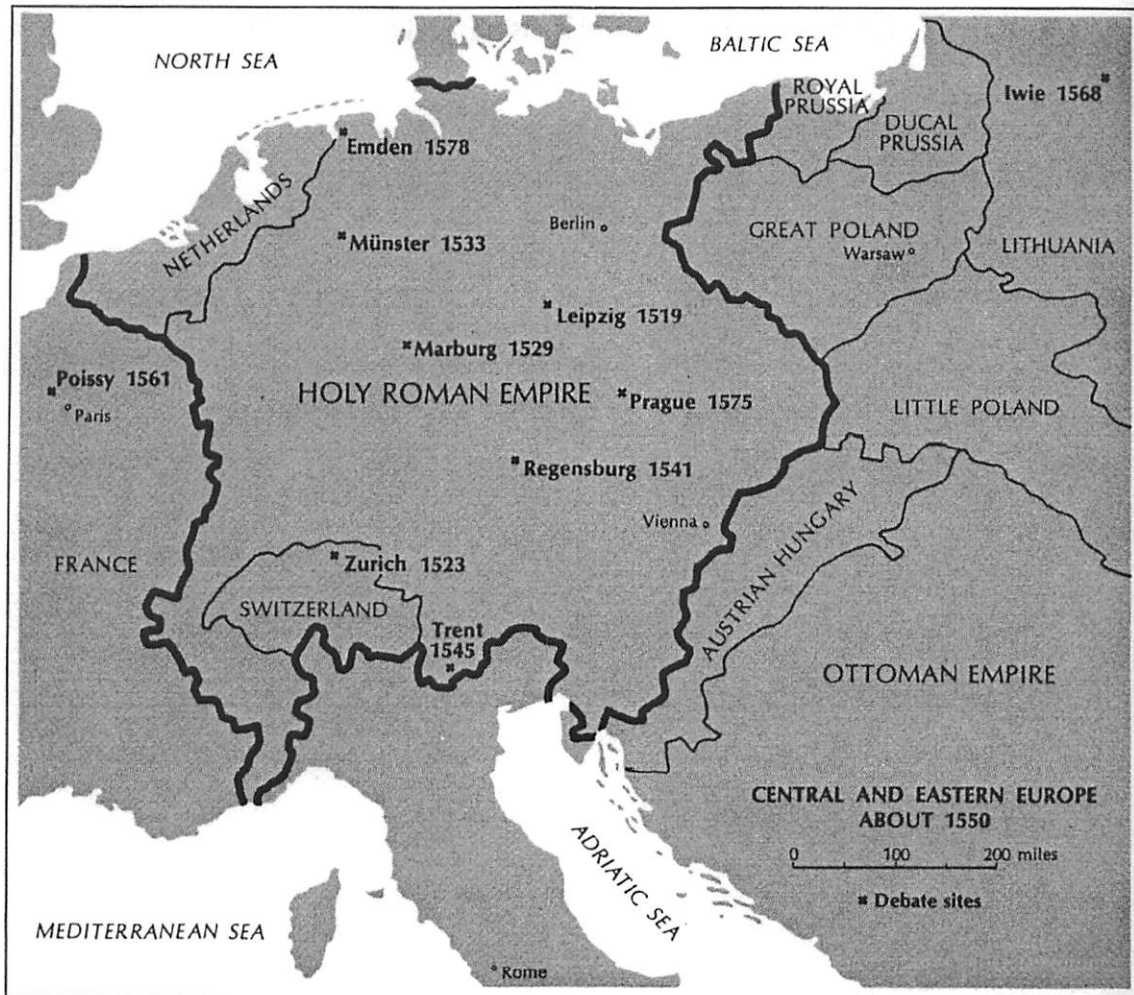 NORTH SEA
BALTIC SEA
ROYAL
PRUSSIA
DUCAL
PRUSSIA
Iwie 1568
Emden 1578
NETHERLANDS
Münster 1533
Berlin
GREAT POLAND
Warsaw
LITHUANIA
Leipzig 1519
Marburg 1529
Poissy 1561
Paris
HOLY ROMAN EMPIRE
Prague 1575
LITTLE POLAND
Regensburg 1541
Vienna
AUSTRIAN HUNGARY
FRANCE
Zurich 1523
SWITZERLAND
Trent
1545
OTTOMAN EMPIRE
CENTRAL AND EASTERN EUROPE
ABOUT 1550
0 100 200 miles
Debate sites
ADRIATIC SEA
MEDITERRANEAN SEA
Rome